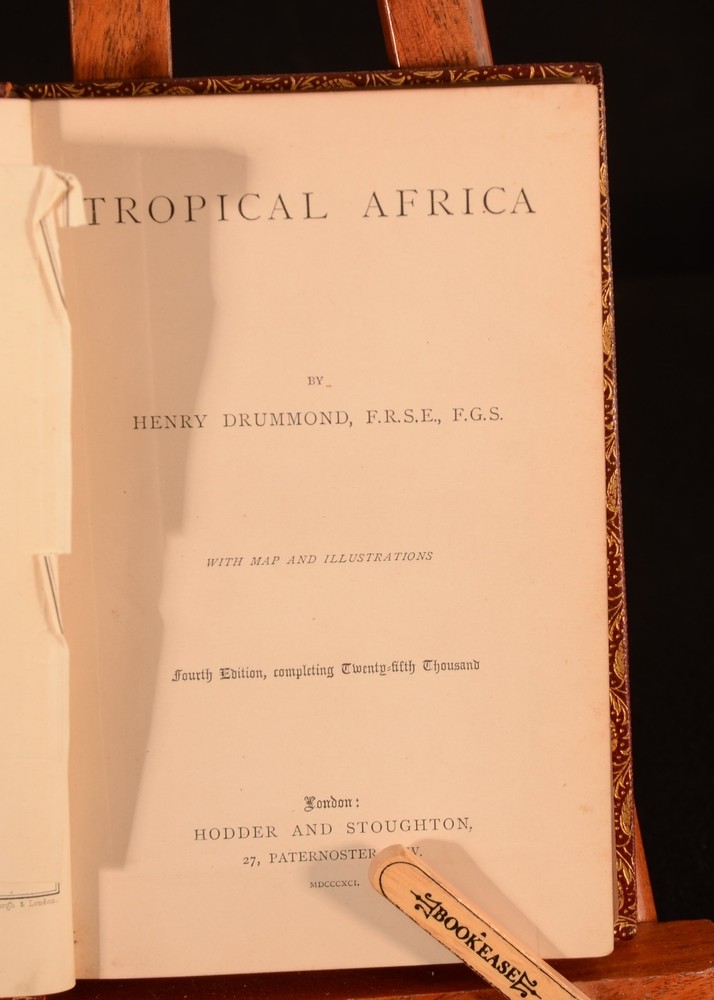 TROPICAL AFRICA
BY
HENRY DRUMMOND, F.R.S.E., F.G.S.
WITH MAP AND ILLUSTRATIONS
Fourth Edition, completing Twenty-fifth Thousand
London:
HODDER AND STOUGHTON,
27, PATERNOSTER
MDCCCXCI.
& London.
BOOKEASE